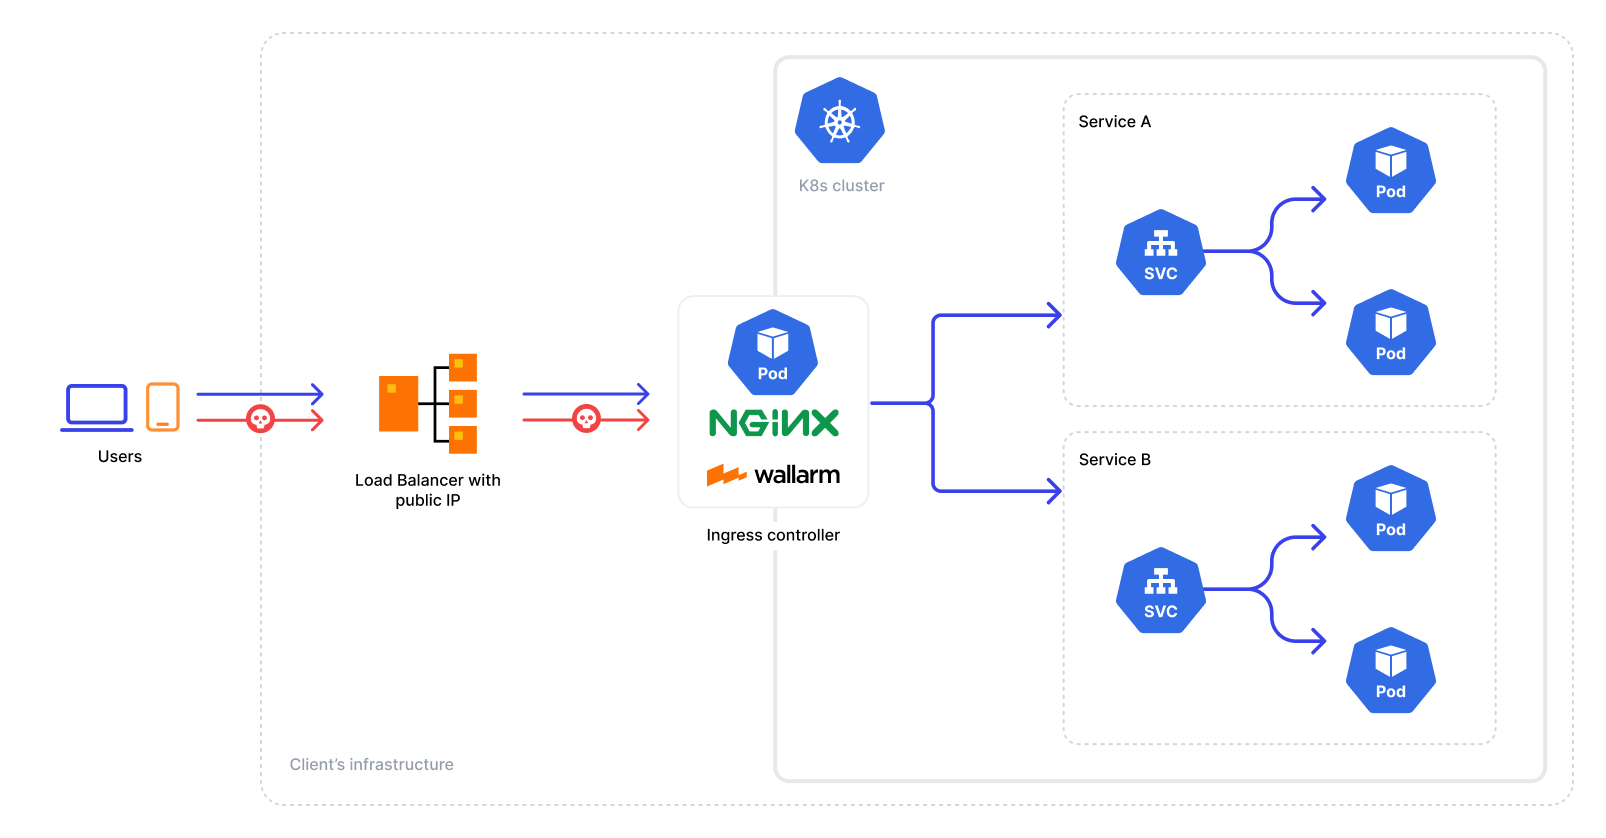 Users
Load Balancer with
public IP
Client's infrastructure
K8s cluster
Pod
NGINX
wallarm
Ingress controller
Service A
SVC
Pod
Pod
Service B
SVC
Pod
Pod